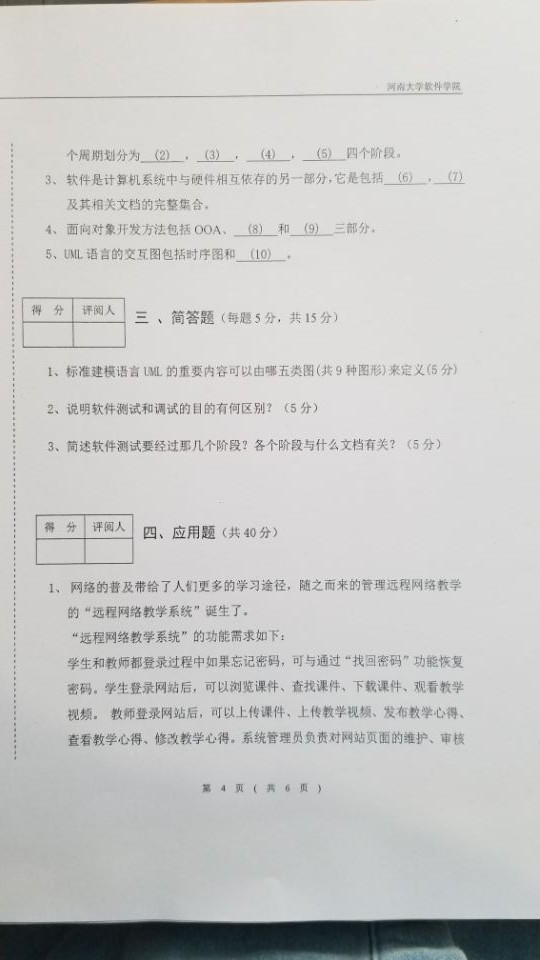 河南大学软件学院
个周期划分为 (2) ， (3) ， (4) ， (5) 四个阶段。
3、软件是计算机系统中与硬件相互依存的另一部分，它是包括 (6) ， (7)
及其相关文档的完整集合。
4、面向对象开发方法包括 OOA、 (8) 和 (9) 三部分。
5、UML 语言的交互图包括时序图和 (10) 。
得 分 评阅人
三 、简答题（每题 5 分，共 15 分）
1、标准建模语言 UML 的重要内容可以由哪五类图(共 9 种图形)来定义(5 分)
2、说明软件测试和调试的目的有何区别？（5 分）
3、简述软件测试要经过那几个阶段？各个阶段与什么文档有关？（5 分）
得 分 评阅人
四、应用题（共 40 分）
1、 网络的普及带给了人们更多的学习途径，随之而来的管理远程网络教学
的“远程网络教学系统”诞生了。
“远程网络教学系统”的功能需求如下：
学生和教师都登录过程中如果忘记密码，可与通过“找回密码”功能恢复
密码。学生登录网站后，可以浏览课件、查找课件、下载课件、观看教学
视频。 教师登录网站后，可以上传课件、上传教学视频、发布教学心得、
查看教学心得、修改教学心得。系统管理员负责对网站页面的维护、审核
第 4 页 ( 共 6 页 )